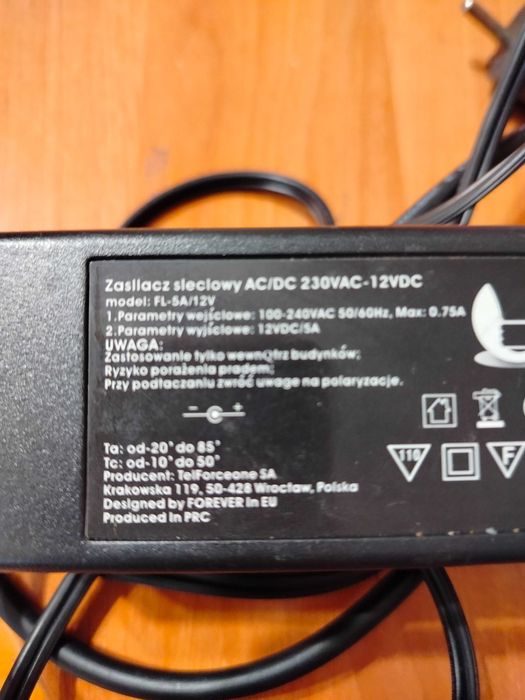 Zasilacz sieciowy AC/DC 230VAC-12VDC
model: FL-5A/12V
1.Parametry wejściowe: 100-240VAC 50/60Hz, Max: 0.75A
2.Parametry wyjściowe: 12VDC/5A
UWAGA:
Zastosowanie tylko wewnątrz budynków;
Ryzyko porażenia prądem;
Przy podłączaniu zwróć uwagę na polaryzację.
- +
Ta: od-20° do 85°
Tc: od-10° do 50°
Producent: TelForceone SA
Krakowska 119, 50-428 Wrocław, Polska
Designed by FOREVER in EU
Produced in PRC
110 F